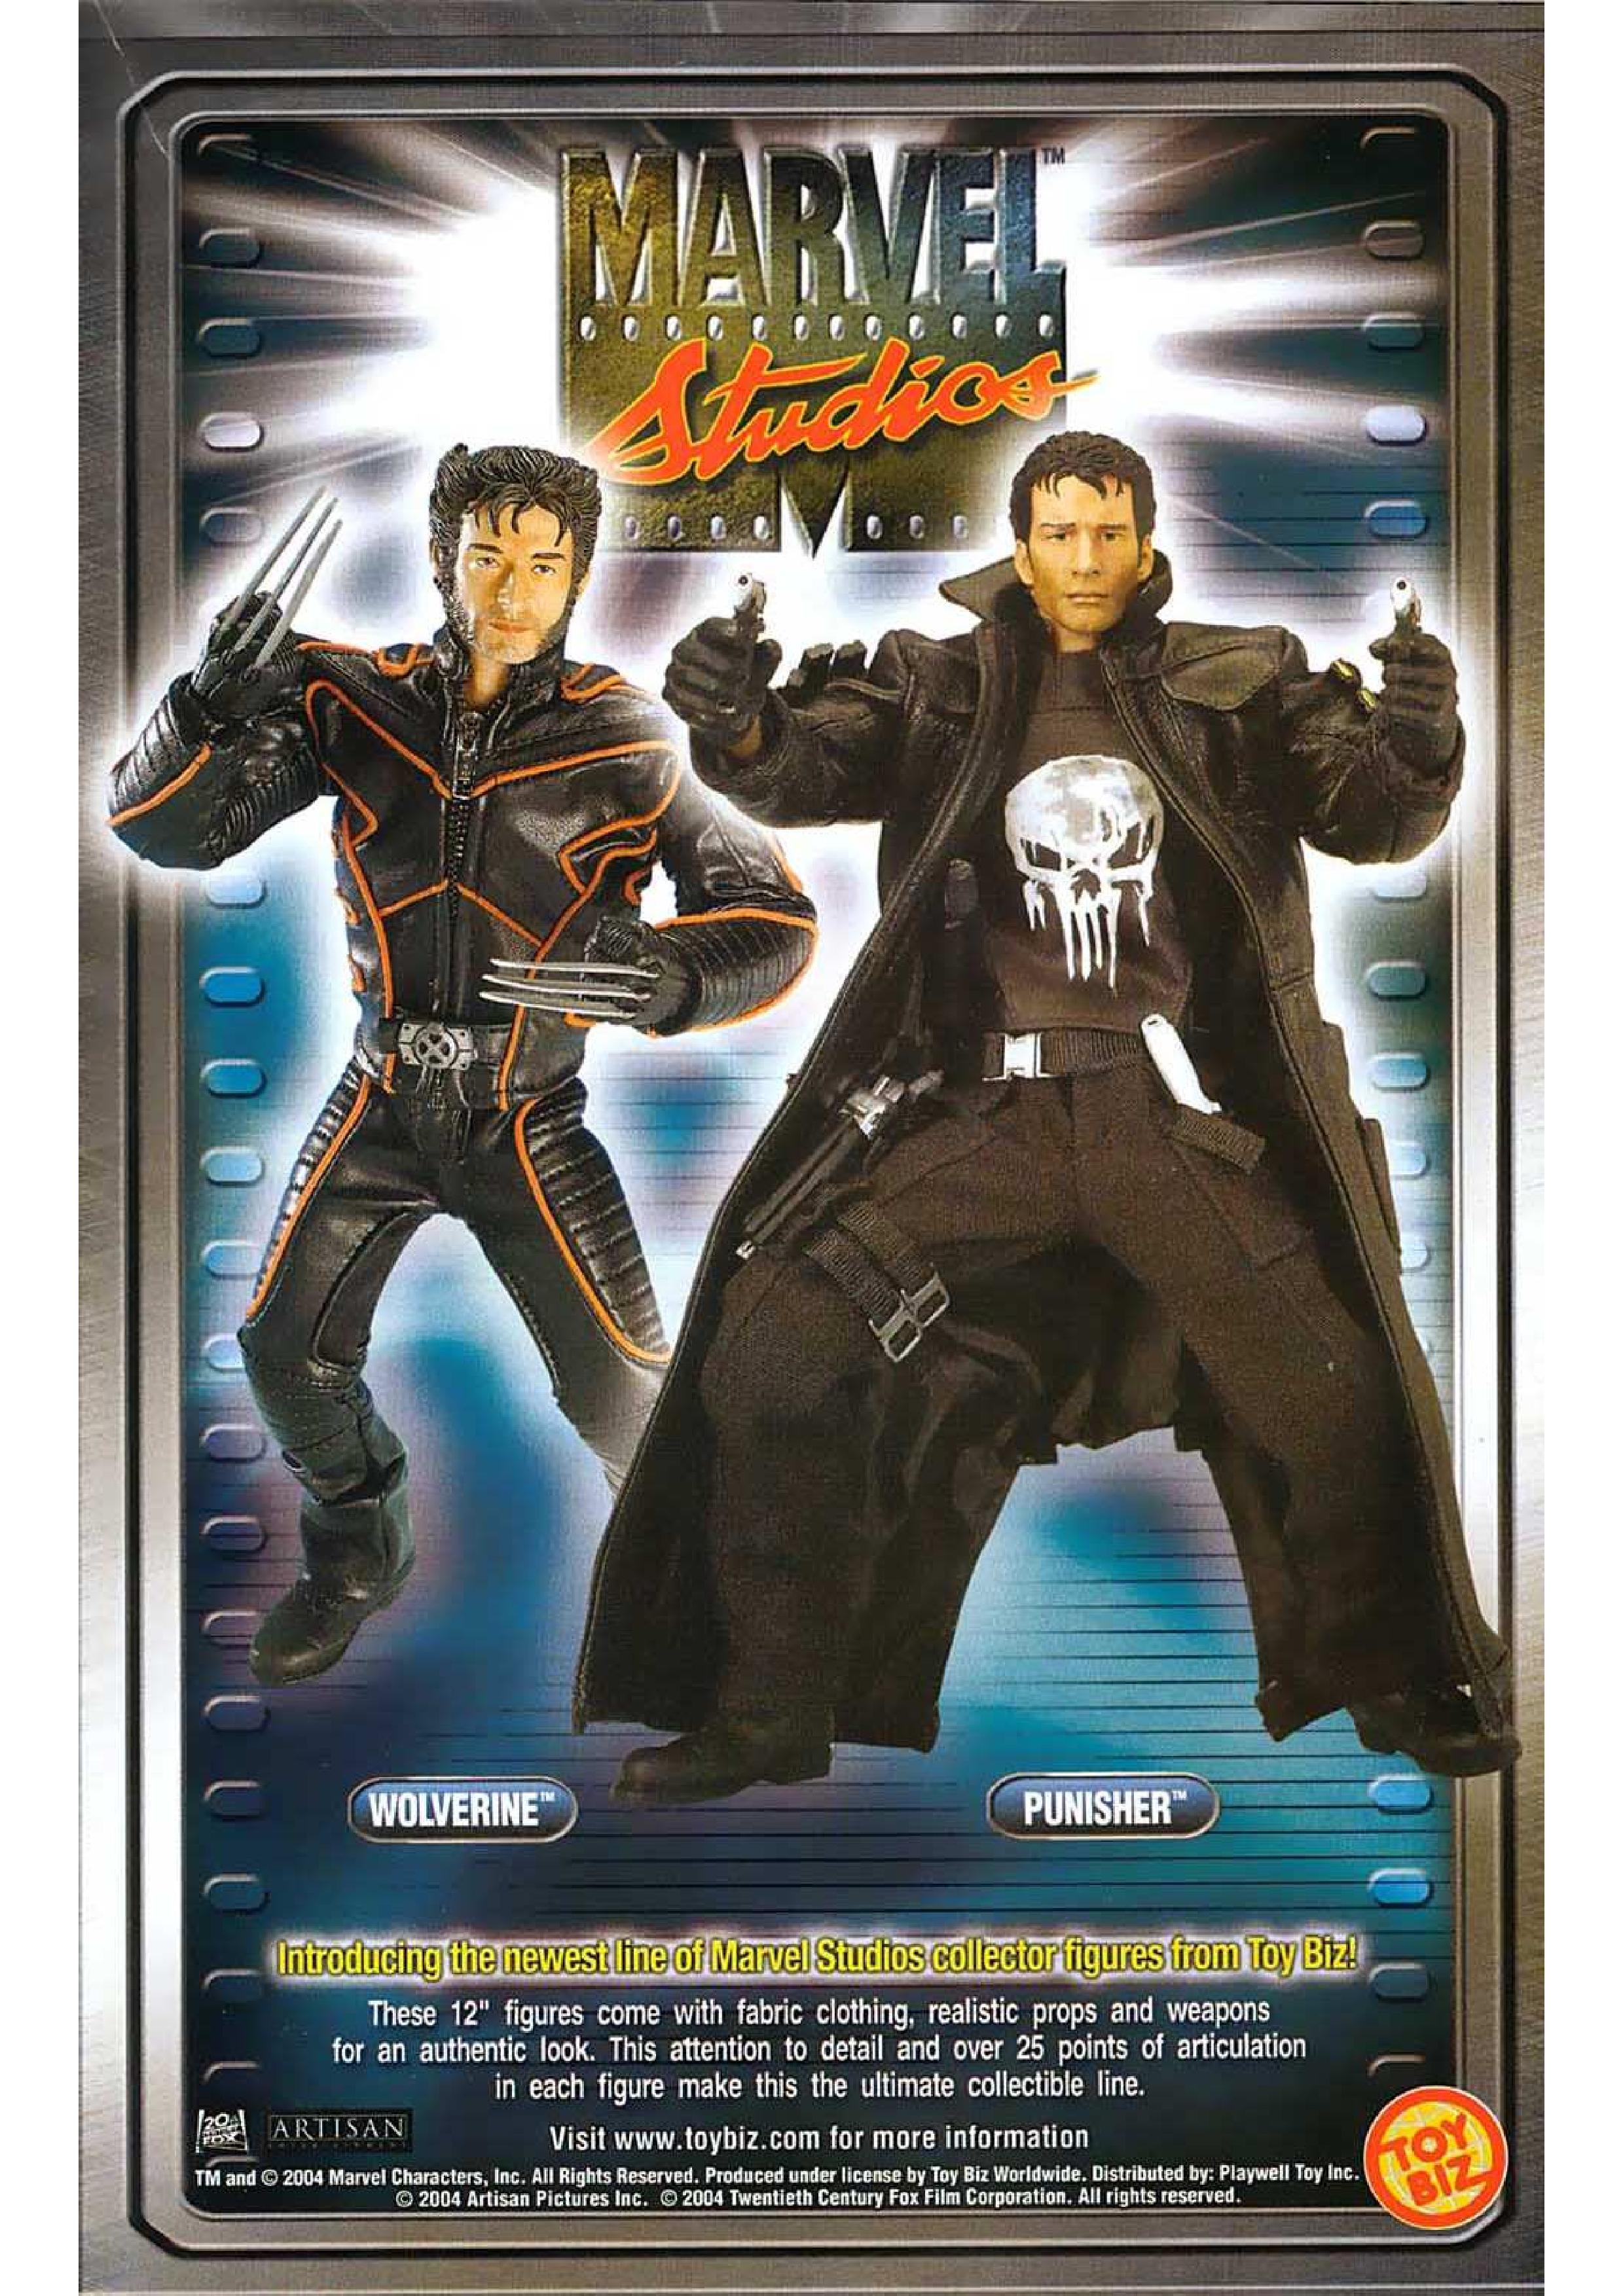 MARVEL™
Studios
WOLVERINE™
PUNISHER™
Introducing the newest line of Marvel Studios collector figures from Toy Biz!
These 12" figures come with fabric clothing, realistic props and weapons
for an authentic look. This attention to detail and over 25 points of articulation
in each figure make this the ultimate collectible line.
20th
CENTURY
FOX
ARTISAN
Visit www.toybiz.com for more information
TM and © 2004 Marvel Characters, Inc. All Rights Reserved. Produced under license by Toy Biz Worldwide. Distributed by: Playwell Toy Inc.
© 2004 Artisan Pictures Inc. © 2004 Twentieth Century Fox Film Corporation. All rights reserved.
TOY
BIZ